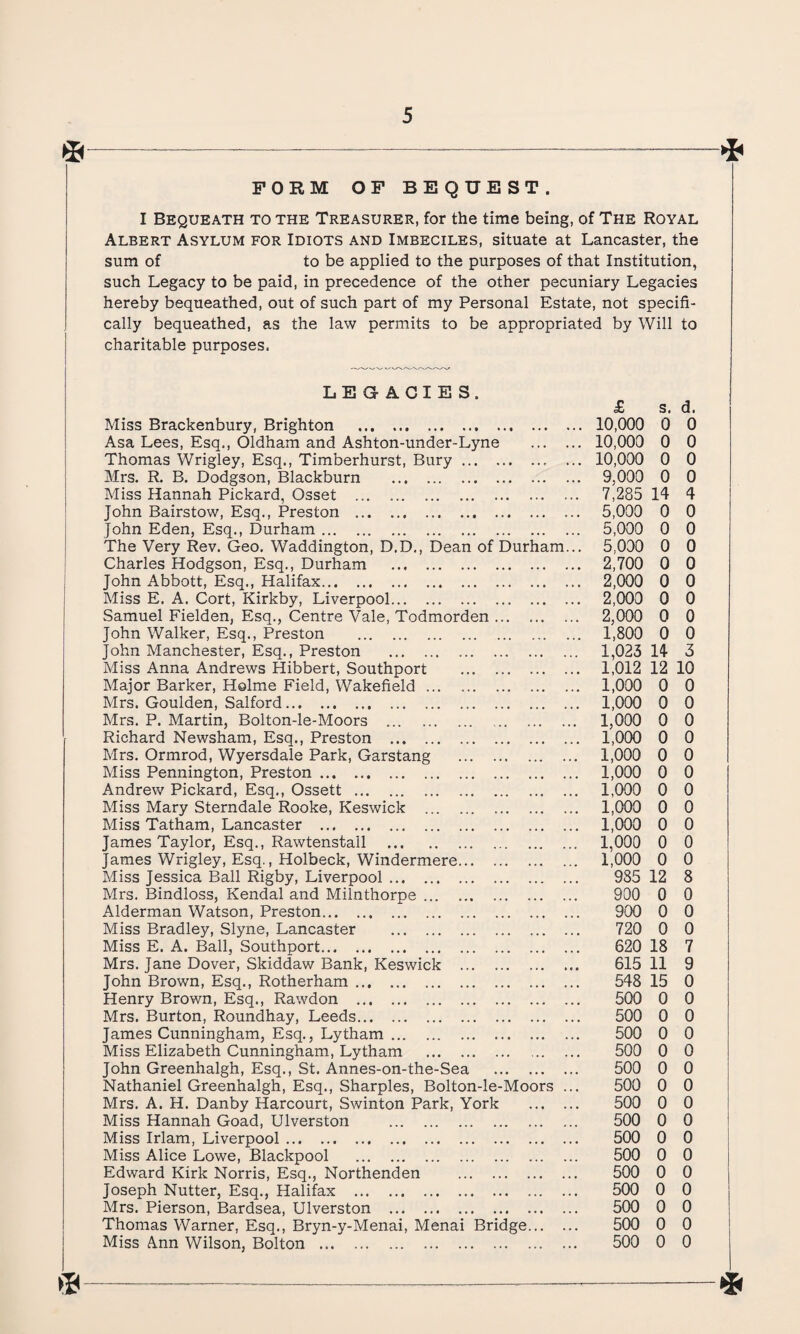 5
FORM OF BEQUEST.
I Bequeath to the Treasurer, for the time being, of The Royal
Albert Asylum for Idiots and Imbeciles, situate at Lancaster, the
sum of to be applied to the purposes of that Institution,
such Legacy to be paid, in precedence of the other pecuniary Legacies
hereby bequeathed, out of such part of my Personal Estate, not specifi-
cally bequeathed, as the law permits to be appropriated by Will to
charitable purposes.
LEGACIES.
£ s. d.
Miss Brackenbury, Brighton ... ... ... ... ... ... ... 10,000 0 0
Asa Lees, Esq., Oldham and Ashton-under-Lyne ... ... 10,000 0 0
Thomas Wrigley, Esq., Timberhurst, Bury ... ... ... ... 10,000 0 0
Mrs. R. B. Dodgson, Blackburn ... ... ... ... ... ... 9,000 0 0
Miss Hannah Pickard, Osset ... ... ... ... ... ... ... 7,285 14 4
John Bairstow, Esq., Preston ... ... ... ... ... ... ... 5,000 0 0
John Eden, Esq., Durham ... ... ... ... ... ... ... ... 5,000 0 0
The Very Rev. Geo. Waddington, D.D., Dean of Durham... 5,000 0 0
Charles Hodgson, Esq., Durham ... ... ... ... ... ... 2,700 0 0
John Abbott, Esq., Halifax... ... ... ... ... ... ... ... 2,000 0 0
Miss E. A. Cort, Kirkby, Liverpool... ... ... ... ... ... 2,000 0 0
Samuel Fielden, Esq., Centre Vale, Todmorden ... ... ... 2,000 0 0
John Walker, Esq., Preston ... ... ... ... ... ... ... 1,800 0 0
John Manchester, Esq., Preston ... ... ... ... ... ... 1,023 14 3
Miss Anna Andrews Hibbert, Southport ... ... ... ... 1,012 12 10
Major Barker, Holme Field, Wakefield ... ... ... ... ... 1,000 0 0
Mrs. Goulden, Salford... ... ... ... ... ... ... ... ... 1,000 0 0
Mrs. P. Martin, Bolton-le-Moors ... ... ... ... ... ... 1,000 0 0
Richard Newsham, Esq., Preston ... ... ... ... ... ... 1,000 0 0
Mrs. Ormrod, Wyersdale Park, Garstang ... ... ... ... 1,000 0 0
Miss Pennington, Preston ... ... ... ... ... ... ... ... 1,000 0 0
Andrew Pickard, Esq., Ossett ... ... ... ... ... ... ... 1,000 0 0
Miss Mary Sterndale Rooke, Keswick ... ... ... ... ... 1,000 0 0
Miss Tatham, Lancaster ... ... ... ... ... ... ... ... 1,000 0 0
James Taylor, Esq., Rawtenstall ... ... ... ... ... ... 1,000 0 0
James Wrigley, Esq., Holbeck, Windermere... ... ... ... 1,000 0 0
Miss Jessica Ball Rigby, Liverpool ... ... ... ... ... ... 985 12 8
Mrs. Bindloss, Kendal and Milnthorpe ... ... ... ... ... 900 0 0
Alderman Watson, Preston... ... ... ... ... ... ... ... 900 0 0
Miss Bradley, Slyne, Lancaster ... ... ... ... ... ... 720 0 0
Miss E. A. Ball, Southport... ... ... ... ... ... ... ... 620 18 7
Mrs. Jane Dover, Skiddaw Bank, Keswick ... ... ... ... 615 11 9
John Brown, Esq., Rotherham ... ... ... ... ... ... ... 548 15 0
Henry Brown, Esq., Rawdon ... ... ... ... ... ... ... 500 0 0
Mrs. Burton, Roundhay, Leeds... ... ... ... ... ... ... 500 0 0
James Cunningham, Esq., Lytham ... ... ... ... ... ... 500 0 0
Miss Elizabeth Cunningham, Lytham ... ... ... ... ... 500 0 0
John Greenhalgh, Esq., St. Annes-on-the-Sea ... ... ... 500 0 0
Nathaniel Greenhalgh, Esq., Sharples, Bolton-le-Moors ... 500 0 0
Mrs. A. H. Danby Harcourt, Swinton Park, York ... ... 500 0 0
Miss Hannah Goad, Ulverston ... ... ... ... ... ... 500 0 0
Miss Irlam, Liverpool ... ... ... ... ... ... ... ... ... 500 0 0
Miss Alice Lowe, Blackpool ... ... ... ... ... ... ... 500 0 0
Edward Kirk Norris, Esq., Northenden ... ... ... ... 500 0 0
Joseph Nutter, Esq., Halifax ... ... ... ... ... ... ... 500 0 0
Mrs. Pierson, Bardsea, Ulverston ... ... ... ... ... ... 500 0 0
Thomas Warner, Esq., Bryn-y-Menai, Menai Bridge... ... 500 0 0
Miss Ann Wilson, Bolton ... ... ... ... ... ... ... ... 500 0 0